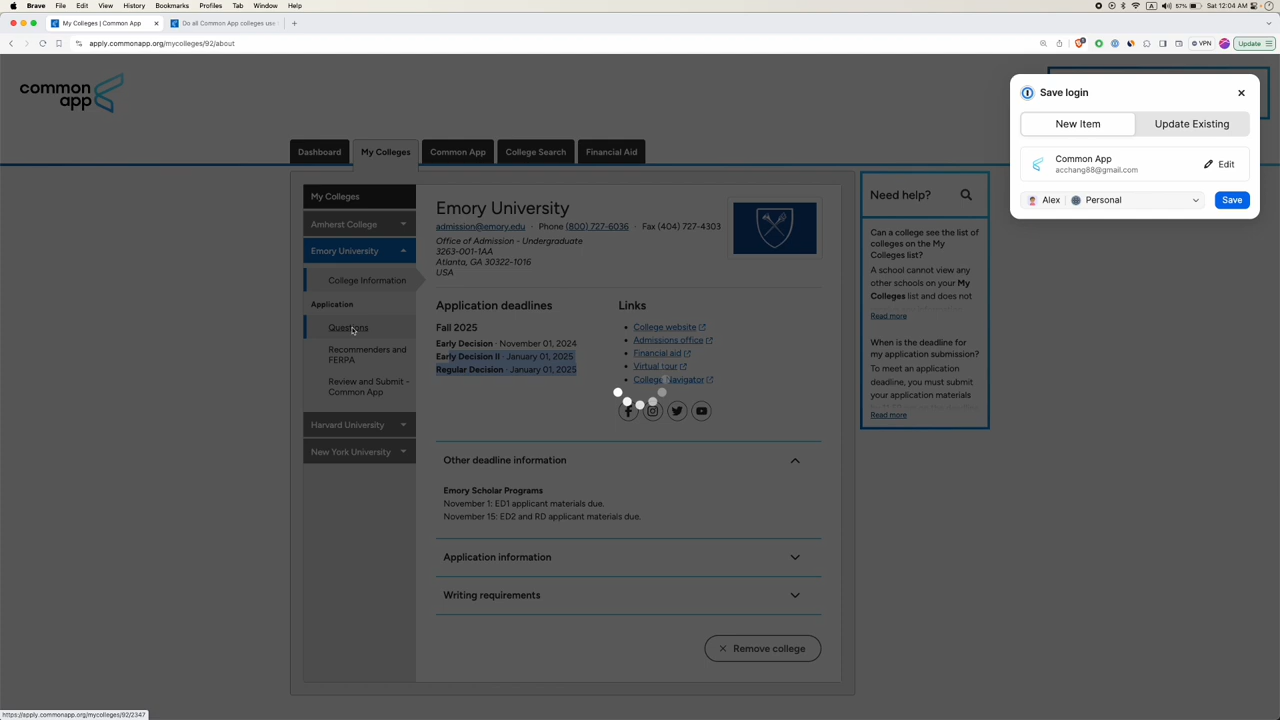 Brave File Edit View History Bookmarks Profiles Tab Window Help
A 57% Sat 12:04 AM
My Colleges | Common App
Do all Common App colleges use
apply.commonapp.org/mycolleges/92/about
VPN
Update
common app
Dashboard
My Colleges
Common App
College Search
Financial Aid
My Colleges
Amherst College
Emory University
College Information
Application
Questions
Recommenders and
FERPA
Review and Submit -
Common App
Harvard University
New York University
Emory University
admission@emory.edu · Phone (800) 727-6036 · Fax (404) 727-4303
Office of Admission - Undergraduate
3263-001-1AA
Atlanta, GA 30322-1016
USA
Application deadlines
Fall 2025
Early Decision · November 01, 2024
Early Decision II · January 01, 2025
Regular Decision · January 01, 2025
Links
College website
Admissions office
Financial aid
Virtual tour
College Navigator
Other deadline information
Emory Scholar Programs
November 1: ED1 applicant materials due.
November 15: ED2 and RD applicant materials due.
Application information
Writing requirements
Remove college
Need help?
Can a college see the list of
colleges on the My
Colleges list?
A school cannot view any
other schools on your My
Colleges list and does not
Read more
When is the deadline for
my application submission?
To meet an application
deadline, you must submit
your application materials
Read more
Save login
New Item
Update Existing
Common App
acchang88@gmail.com
Edit
Alex
Personal
Save
https://apply.commonapp.org/mycolleges/92/2347